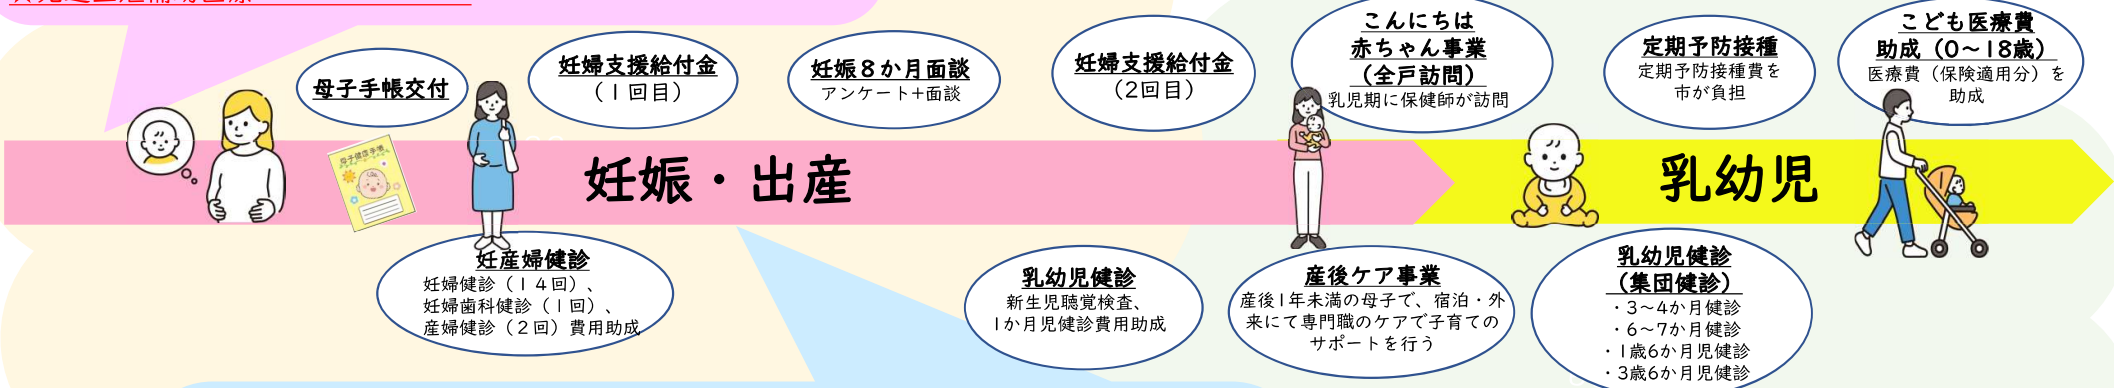 母子手帳交付
妊婦支援給付金
（1回目）
妊娠８か月面談
アンケート+面談
妊婦支援給付金
（2回目）
こんにちは
赤ちゃん事業
（全戸訪問）
乳児期に保健師が訪問
定期予防接種
定期予防接種費を
市が負担
こども医療費
助成（0～18歳）
医療費（保険適用分）を
助成
母子健康手帳
妊娠・出産
乳幼児
妊産婦健診
妊婦健診（１４回）、
妊婦歯科健診（１回）、
産婦健診（２回）費用助成
乳幼児健診
新生児聴覚検査、
1か月児健診費用助成
産後ケア事業
産後1年未満の母子で、宿泊・外
来にて専門職のケアで子育ての
サポートを行う
乳幼児健診
（集団健診）
・3～4か月健診
・6～7か月健診
・1歳6か月児健診
・3歳6か月児健診